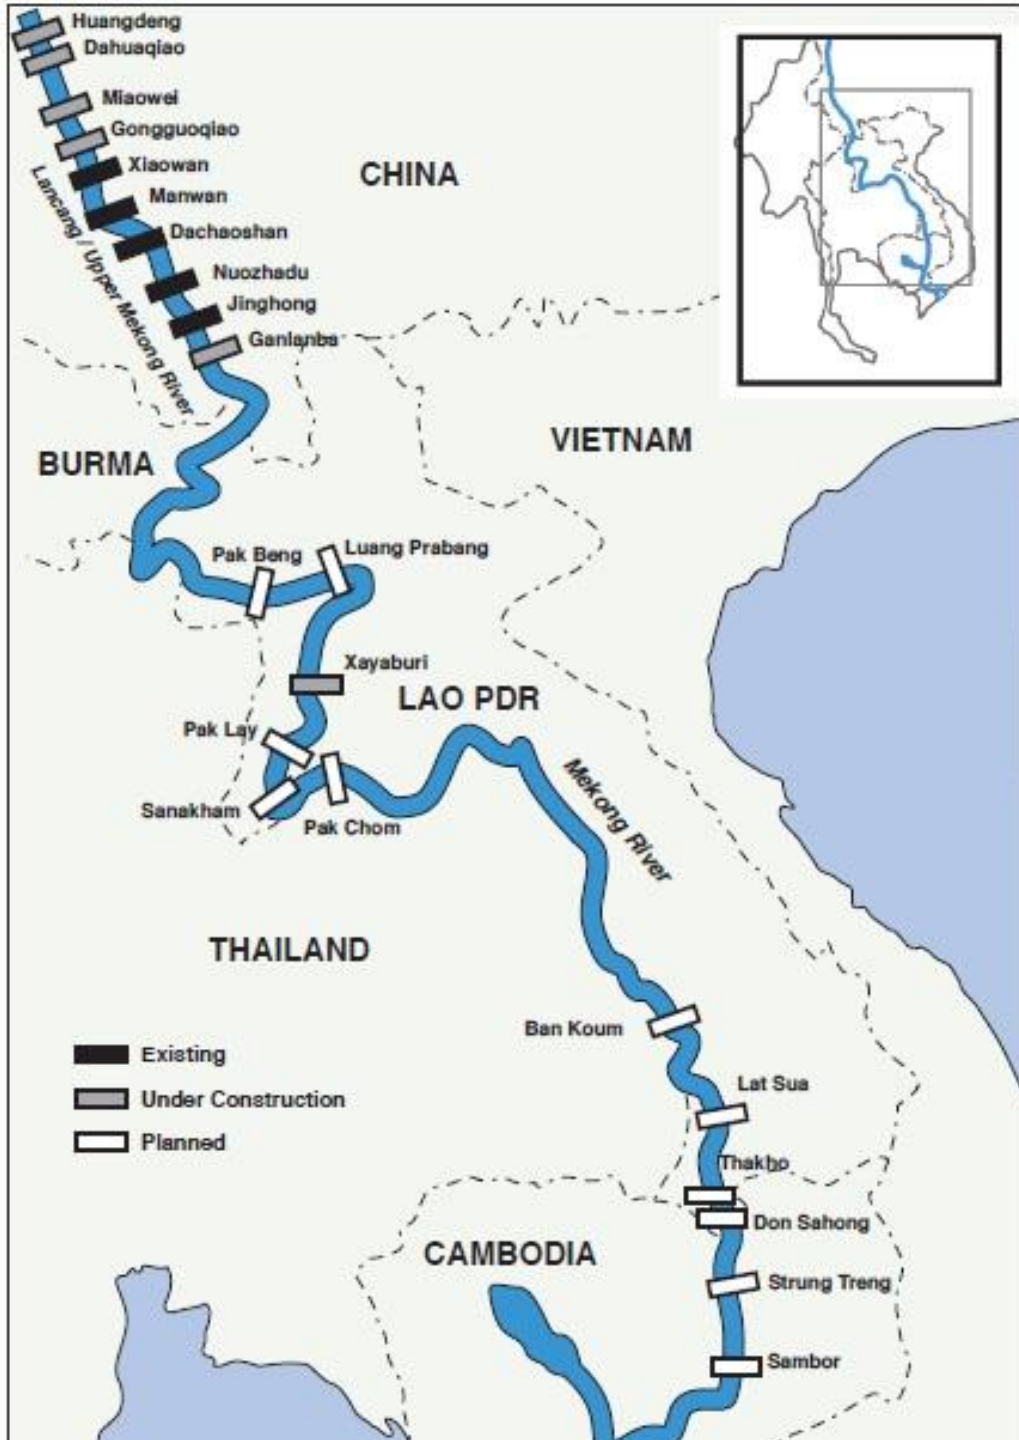 Huangdeng
Dahuaqiao
Miaowei
Gongguoqiao
Xiaowan
CHINA
Manwan
Dachaoshan
Nuozhadu
Jinghong
Ganlanba
Lancang / Upper Mekong River
VIETNAM
BURMA
Luang Prabang
Pak Beng
Xayaburi
LAO PDR
Pak Lay
Mekong River
Sanakham
Pak Chom
THAILAND
Ban Koum
Existing
Lat Sua
Under Construction
Planned
Thakho
Don Sahong
CAMBODIA
Strung Treng
Sambor